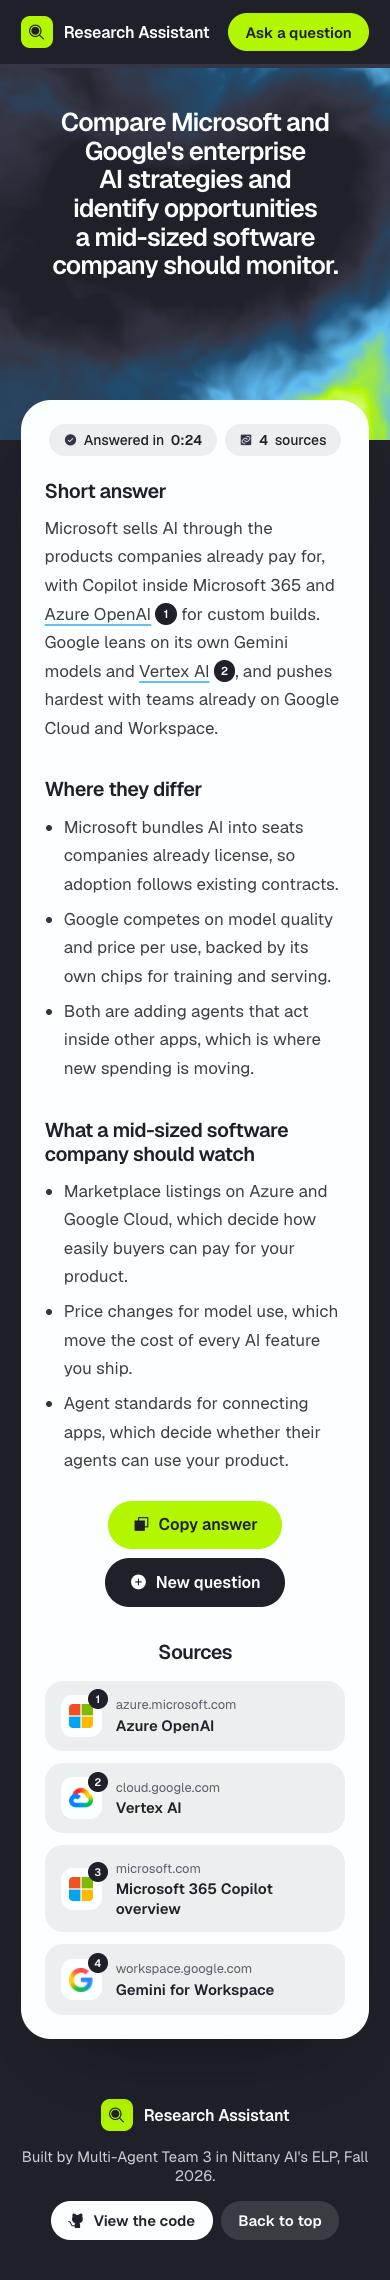 Research Assistant
Ask a question
Compare Microsoft and
Google's enterprise
AI strategies and
identify opportunities
a mid-sized software
company should monitor.
Answered in 0:24
4 sources
Short answer
Microsoft sells AI through the
products companies already pay for,
with Copilot inside Microsoft 365 and
Azure OpenAI 1 for custom builds.
Google leans on its own Gemini
models and Vertex AI 2, and pushes
hardest with teams already on Google
Cloud and Workspace.
Where they differ
• Microsoft bundles AI into seats
companies already license, so
adoption follows existing contracts.
• Google competes on model quality
and price per use, backed by its
own chips for training and serving.
• Both are adding agents that act
inside other apps, which is where
new spending is moving.
What a mid-sized software
company should watch
• Marketplace listings on Azure and
Google Cloud, which decide how
easily buyers can pay for your
product.
• Price changes for model use, which
move the cost of every AI feature
you ship.
• Agent standards for connecting
apps, which decide whether their
agents can use your product.
Copy answer
New question
Sources
1
azure.microsoft.com
Azure OpenAI
2
cloud.google.com
Vertex AI
3
microsoft.com
Microsoft 365 Copilot
overview
4
workspace.google.com
Gemini for Workspace
Research Assistant
Built by Multi-Agent Team 3 in Nittany AI's ELP, Fall
2026.
View the code
Back to top